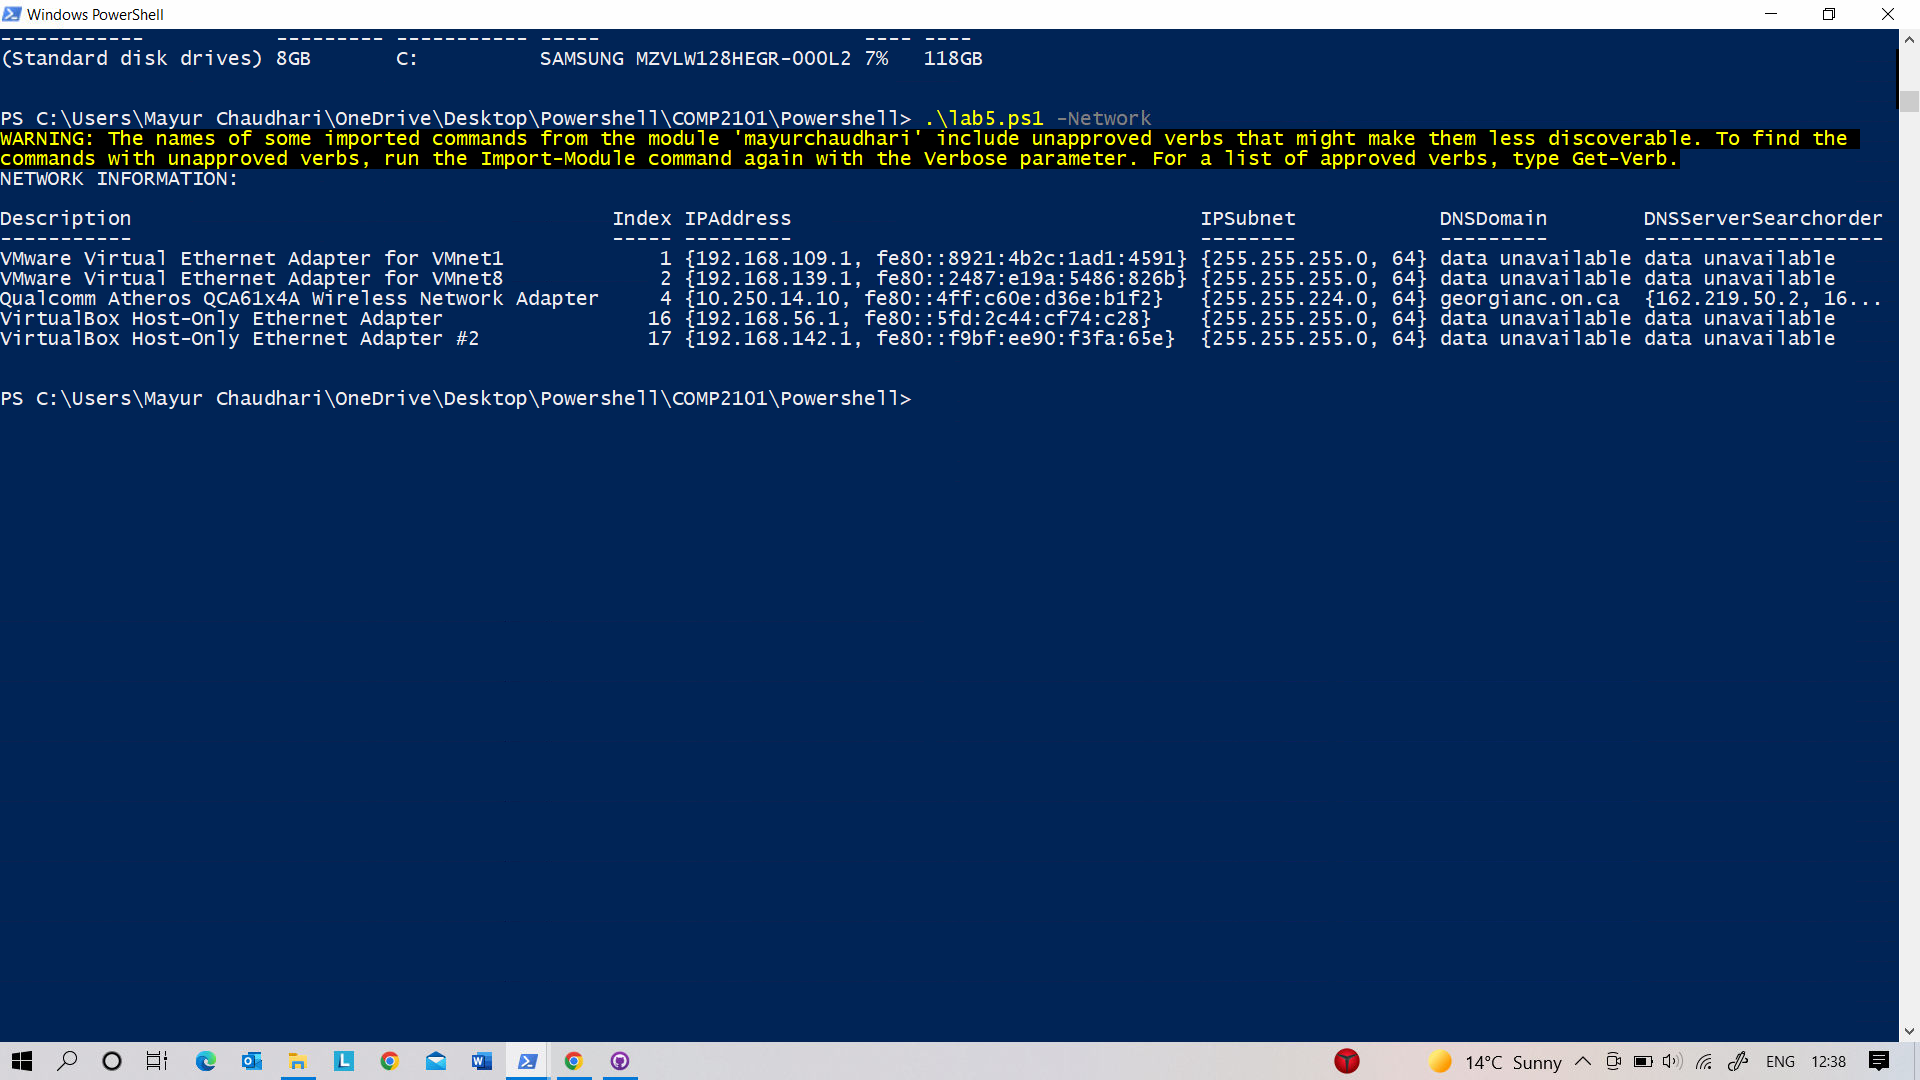 Windows PowerShell
------------ --------- ----------- ----- ---- ----
(Standard disk drives) 8GB C: SAMSUNG MZVLW128HEGR-000L2 7% 118GB
PS C:\Users\Mayur Chaudhari\OneDrive\Desktop\Powershell\COMP2101\Powershell> .\lab5.ps1 -Network
WARNING: The names of some imported commands from the module 'mayurchaudhari' include unapproved verbs that might make them less discoverable. To find the
commands with unapproved verbs, run the Import-Module command again with the Verbose parameter. For a list of approved verbs, type Get-Verb.
NETWORK INFORMATION:
Description Index IPAddress IPSubnet DNSDomain DNSServerSearchorder
----------- ----- --------- -------- --------- --------------------
VMware Virtual Ethernet Adapter for VMnet1 1 {192.168.109.1, fe80::8921:4b2c:1ad1:4591} {255.255.255.0, 64} data unavailable data unavailable
VMware Virtual Ethernet Adapter for VMnet8 2 {192.168.139.1, fe80::2487:e19a:5486:826b} {255.255.255.0, 64} data unavailable data unavailable
Qualcomm Atheros QCA61x4A Wireless Network Adapter 4 {10.250.14.10, fe80::4ff:c60e:d36e:b1f2} {255.255.224.0, 64} georgianc.on.ca {162.219.50.2, 16...
VirtualBox Host-Only Ethernet Adapter 16 {192.168.56.1, fe80::5fd:2c44:cf74:c28} {255.255.255.0, 64} data unavailable data unavailable
VirtualBox Host-Only Ethernet Adapter #2 17 {192.168.142.1, fe80::f9bf:ee90:f3fa:65e} {255.255.255.0, 64} data unavailable data unavailable
PS C:\Users\Mayur Chaudhari\OneDrive\Desktop\Powershell\COMP2101\Powershell>
14°C Sunny ENG 12:38